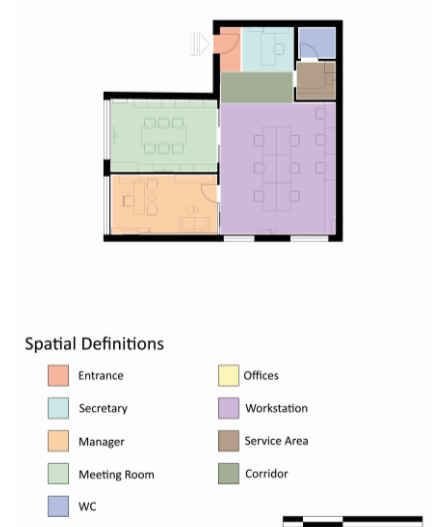 Spatial Definitions
Entrance
Offices
Secretary
Workstation
Manager
Service Area
Meeting Room
Corridor
WC